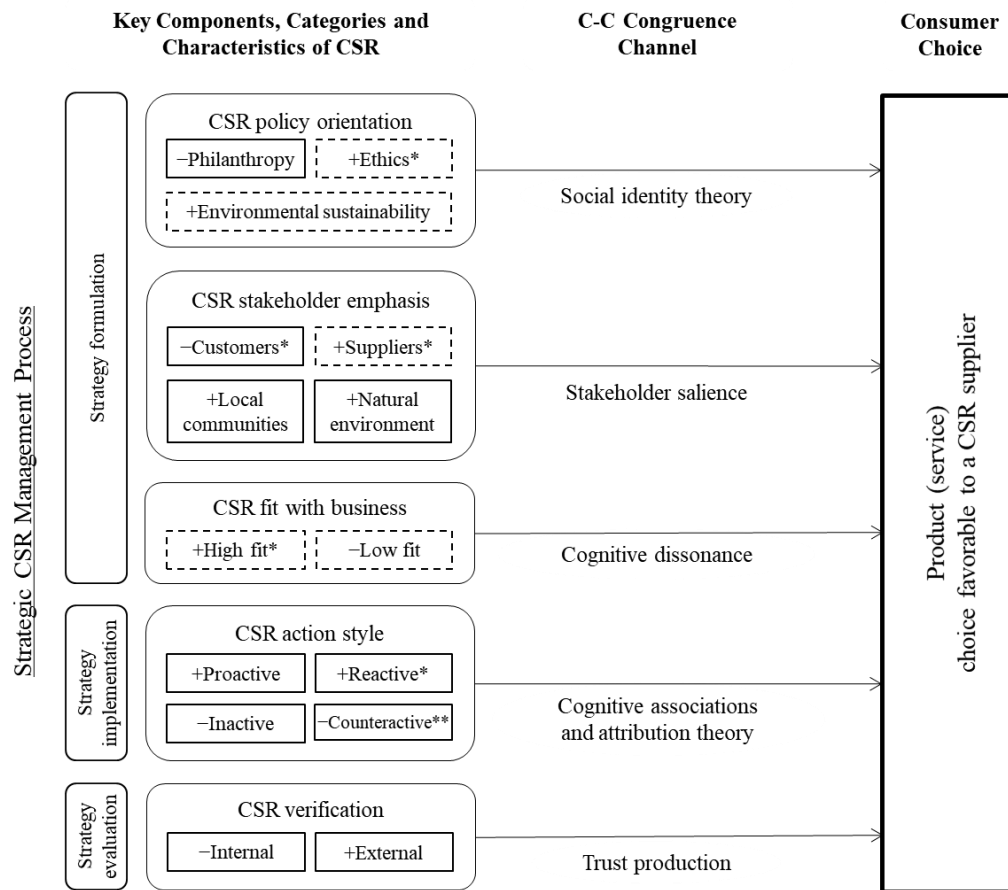 Key Components, Categories and
Characteristics of CSR
C-C Congruence
Channel
Consumer
Choice
Strategic CSR Management Process
Strategy formulation
CSR policy orientation
−Philanthropy
+Ethics*
+Environmental sustainability
Social identity theory
CSR stakeholder emphasis
−Customers*
+Suppliers*
+Local
communities
+Natural
environment
Stakeholder salience
CSR fit with business
+High fit*
−Low fit
Cognitive dissonance
Strategy
implementation
CSR action style
+Proactive
+Reactive*
−Inactive
−Counteractive**
Cognitive associations
and attribution theory
Strategy
evaluation
CSR verification
−Internal
+External
Trust production
Product (service)
choice favorable to a CSR supplier